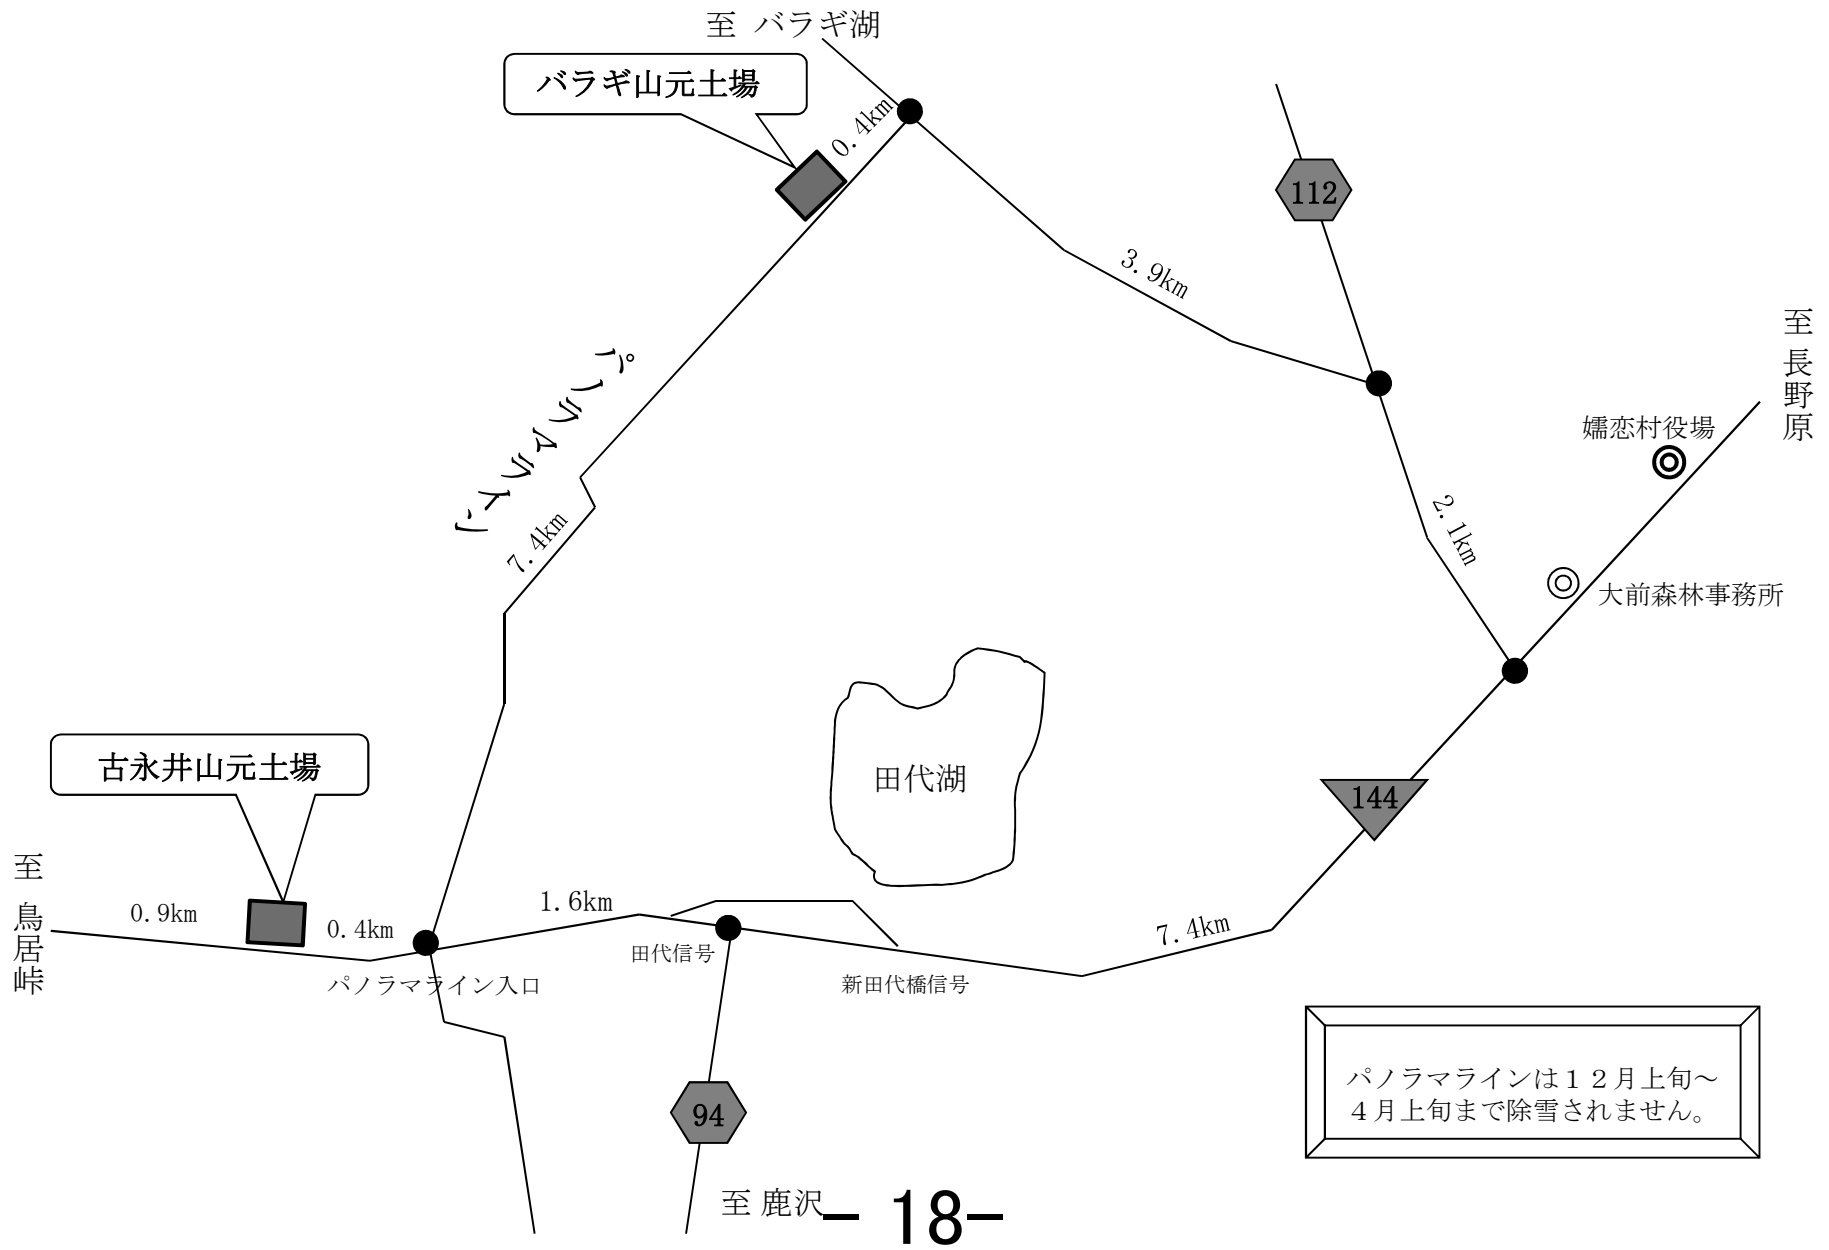 至 バラギ湖
バラギ山元土場
0.4km
112
3.9km
至 長野原
パノラマライン
嬬恋村役場
7.4km
2.1km
大前森林事務所
古永井山元土場
田代湖
144
至 鳥居峠
0.9km
0.4km
1.6km
7.4km
田代信号
パノラマライン入口
新田代橋信号
パノラマラインは１２月上旬～
４月上旬まで除雪されません。
94
至 鹿沢
- 18-